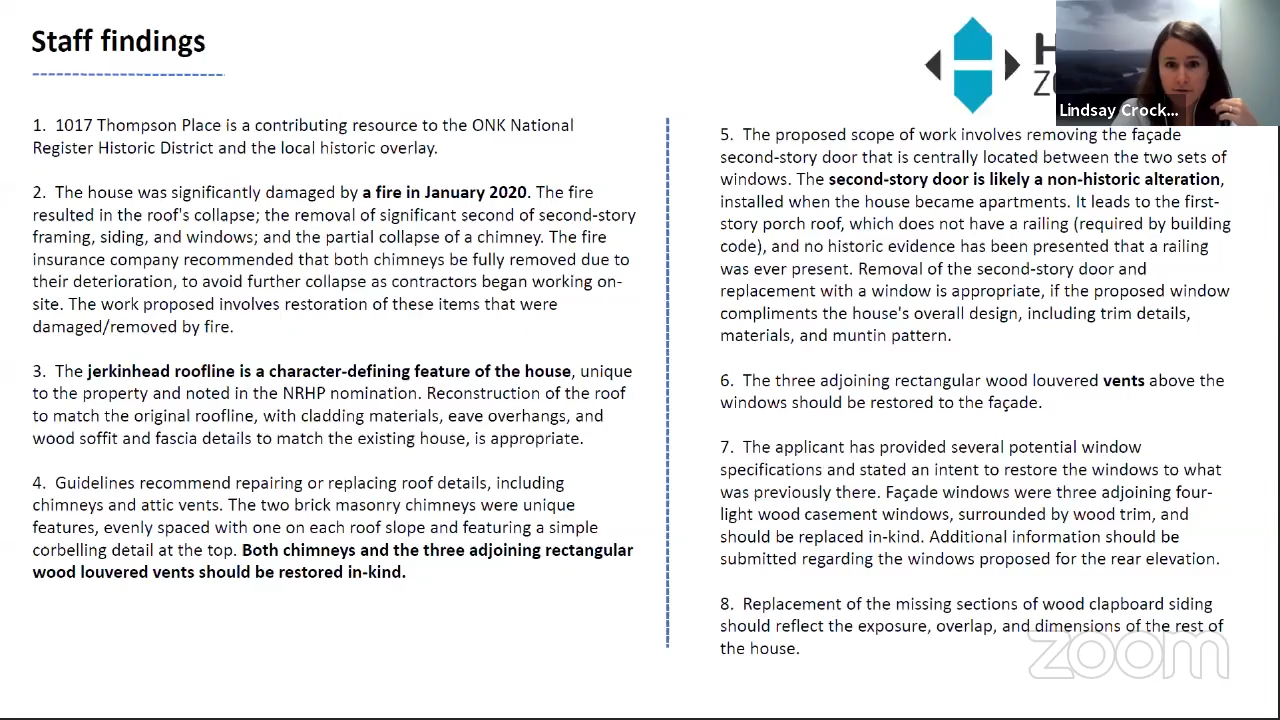 Staff findings
1. 1017 Thompson Place is a contributing resource to the ONK National
Register Historic District and the local historic overlay.
2. The house was significantly damaged by a fire in January 2020. The fire
resulted in the roof's collapse; the removal of significant second of second-story
framing, siding, and windows; and the partial collapse of a chimney. The fire
insurance company recommended that both chimneys be fully removed due to
their deterioration, to avoid further collapse as contractors began working on-
site. The work proposed involves restoration of these items that were
damaged/removed by fire.
3. The jerkinhead roofline is a character-defining feature of the house, unique
to the property and noted in the NRHP nomination. Reconstruction of the roof
to match the original roofline, with cladding materials, eave overhangs, and
wood soffit and fascia details to match the existing house, is appropriate.
4. Guidelines recommend repairing or replacing roof details, including
chimneys and attic vents. The two brick masonry chimneys were unique
features, evenly spaced with one on each roof slope and featuring a simple
corbelling detail at the top. Both chimneys and the three adjoining rectangular
wood louvered vents should be restored in-kind.
Lindsay Crock...
5. The proposed scope of work involves removing the façade
second-story door that is centrally located between the two sets of
windows. The second-story door is likely a non-historic alteration,
installed when the house became apartments. It leads to the first-
story porch roof, which does not have a railing (required by building
code), and no historic evidence has been presented that a railing
was ever present. Removal of the second-story door and
replacement with a window is appropriate, if the proposed window
compliments the house's overall design, including trim details,
materials, and muntin pattern.
6. The three adjoining rectangular wood louvered vents above the
windows should be restored to the façade.
7. The applicant has provided several potential window
specifications and stated an intent to restore the windows to what
was previously there. Façade windows were three adjoining four-
light wood casement windows, surrounded by wood trim, and
should be replaced in-kind. Additional information should be
submitted regarding the windows proposed for the rear elevation.
8. Replacement of the missing sections of wood clapboard siding
should reflect the exposure, overlap, and dimensions of the rest of
the house.
zoom